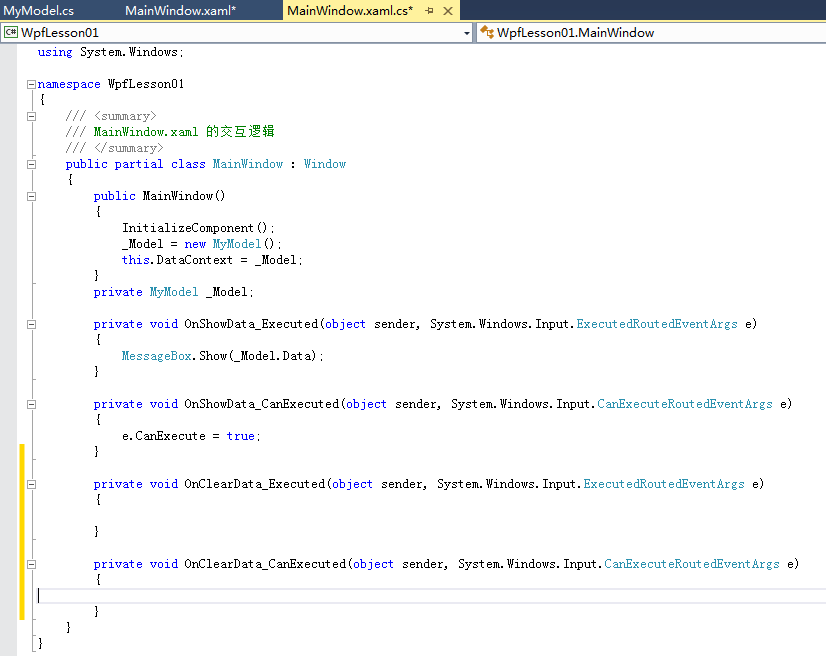 MyModel.cs MainWindow.xaml* MainWindow.xaml.cs*
C# WpfLesson01 WpfLesson01.MainWindow
using System.Windows;
namespace WpfLesson01
{
/// <summary>
/// MainWindow.xaml 的交互逻辑
/// </summary>
public partial class MainWindow : Window
{
public MainWindow()
{
InitializeComponent();
_Model = new MyModel();
this.DataContext = _Model;
}
private MyModel _Model;
private void OnShowData_Executed(object sender, System.Windows.Input.ExecutedRoutedEventArgs e)
{
MessageBox.Show(_Model.Data);
}
private void OnShowData_CanExecuted(object sender, System.Windows.Input.CanExecuteRoutedEventArgs e)
{
e.CanExecute = true;
}
private void OnClearData_Executed(object sender, System.Windows.Input.ExecutedRoutedEventArgs e)
{
}
private void OnClearData_CanExecuted(object sender, System.Windows.Input.CanExecuteRoutedEventArgs e)
{
}
}
}